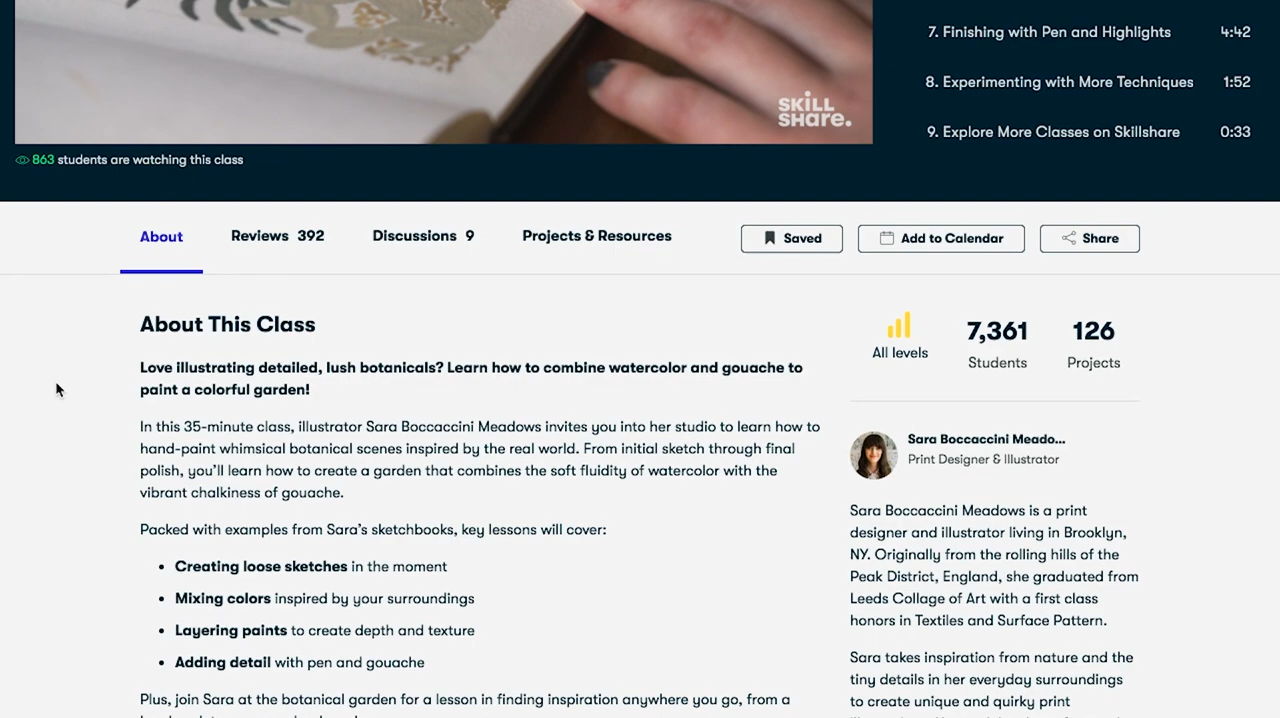 SKILL
SHARE.
7. Finishing with Pen and Highlights 4:42
8. Experimenting with More Techniques 1:52
9. Explore More Classes on Skillshare 0:33
863 students are watching this class
About Reviews 392 Discussions 9 Projects & Resources Saved Add to Calendar Share
About This Class
Love illustrating detailed, lush botanicals? Learn how to combine watercolor and gouache to
paint a colorful garden!
In this 35-minute class, illustrator Sara Boccaccini Meadows invites you into her studio to learn how to
hand-paint whimsical botanical scenes inspired by the real world. From initial sketch through final
polish, you'll learn how to create a garden that combines the soft fluidity of watercolor with the
vibrant chalkiness of gouache.
Packed with examples from Sara's sketchbooks, key lessons will cover:
• Creating loose sketches in the moment
• Mixing colors inspired by your surroundings
• Layering paints to create depth and texture
• Adding detail with pen and gouache
Plus, join Sara at the botanical garden for a lesson in finding inspiration anywhere you go, from a
All levels
7,361
Students
126
Projects
Sara Boccaccini Meado...
Print Designer & Illustrator
Sara Boccaccini Meadows is a print
designer and illustrator living in Brooklyn,
NY. Originally from the rolling hills of the
Peak District, England, she graduated from
Leeds Collage of Art with a first class
honors in Textiles and Surface Pattern.
Sara takes inspiration from nature and the
tiny details in her everyday surroundings
to create unique and quirky print